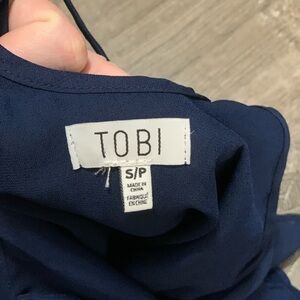 TOBI
S/P
MADE IN
CHINA
FABRIQUÉ
EN CHINE